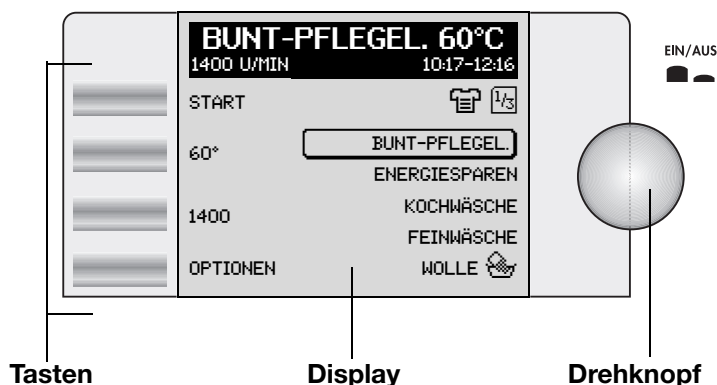 BUNT-PFLEGEL. 60°C
1400 U/MIN 10:17-12:16
EIN/AUS
START 1/3
60° BUNT-PFLEGEL.
ENERGIESPAREN
1400 KOCHWÄSCHE
FEINWÄSCHE
OPTIONEN WOLLE
Tasten Display Drehknopf